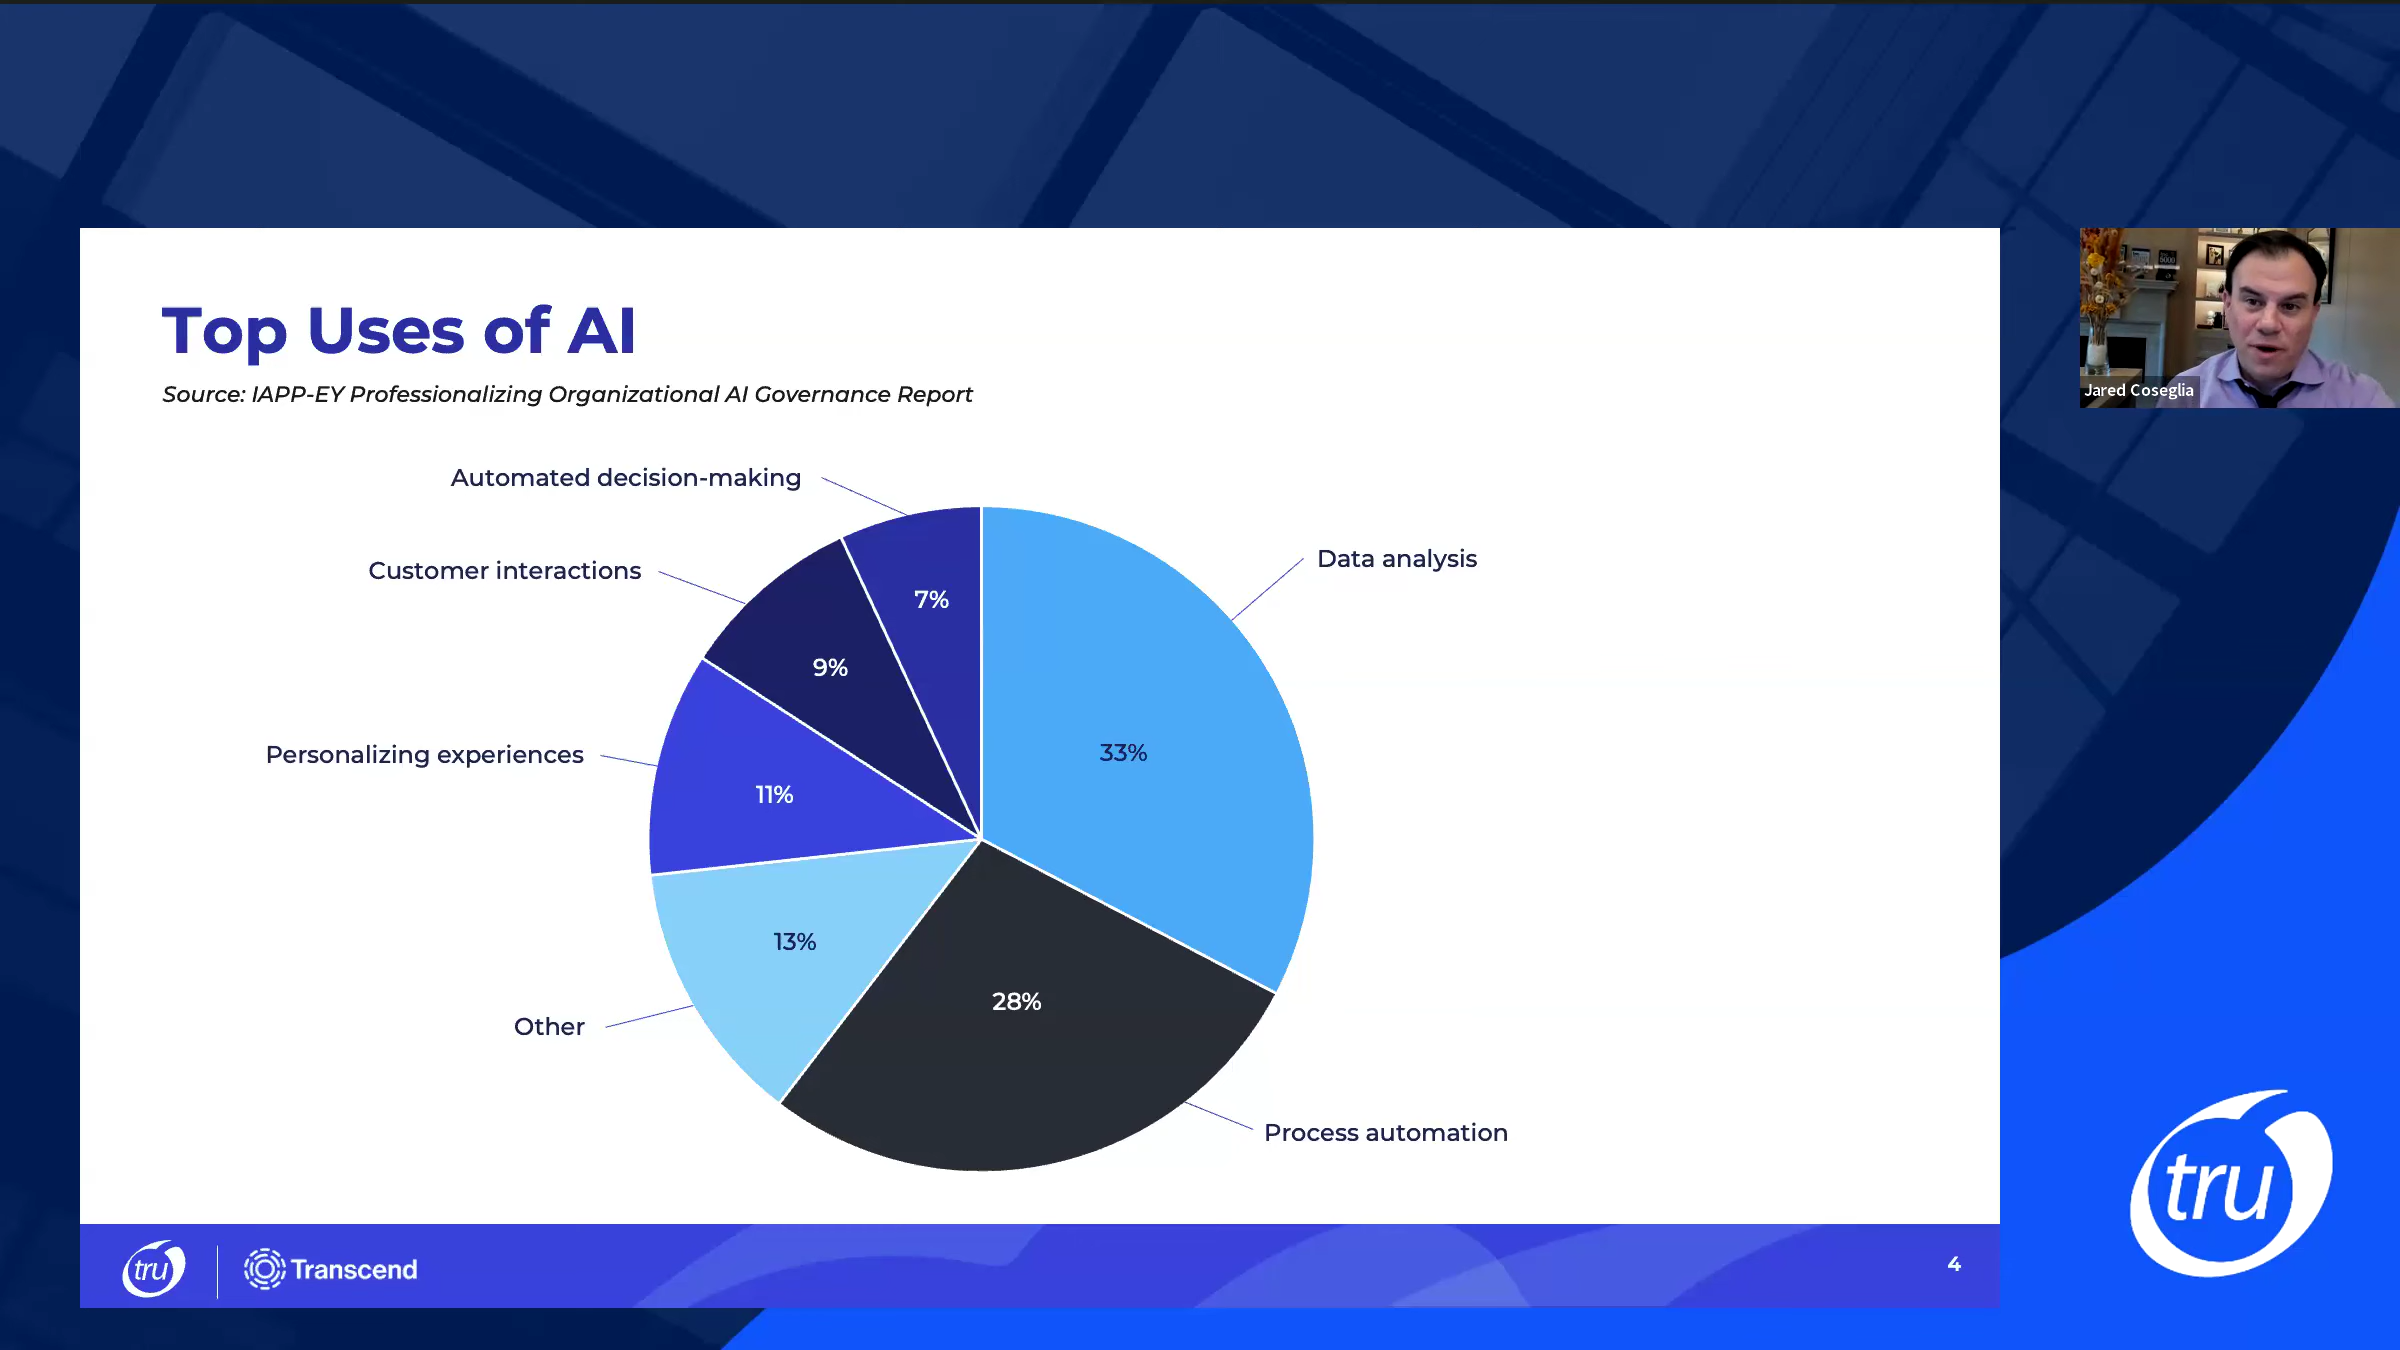 Top Uses of AI
Source: IAPP-EY Professionalizing Organizational AI Governance Report
Automated decision-making
Customer interactions
Personalizing experiences
Other
Data analysis
Process automation
7%
9%
11%
13%
33%
28%
tru
Transcend
4
Jared Coseglia
tru